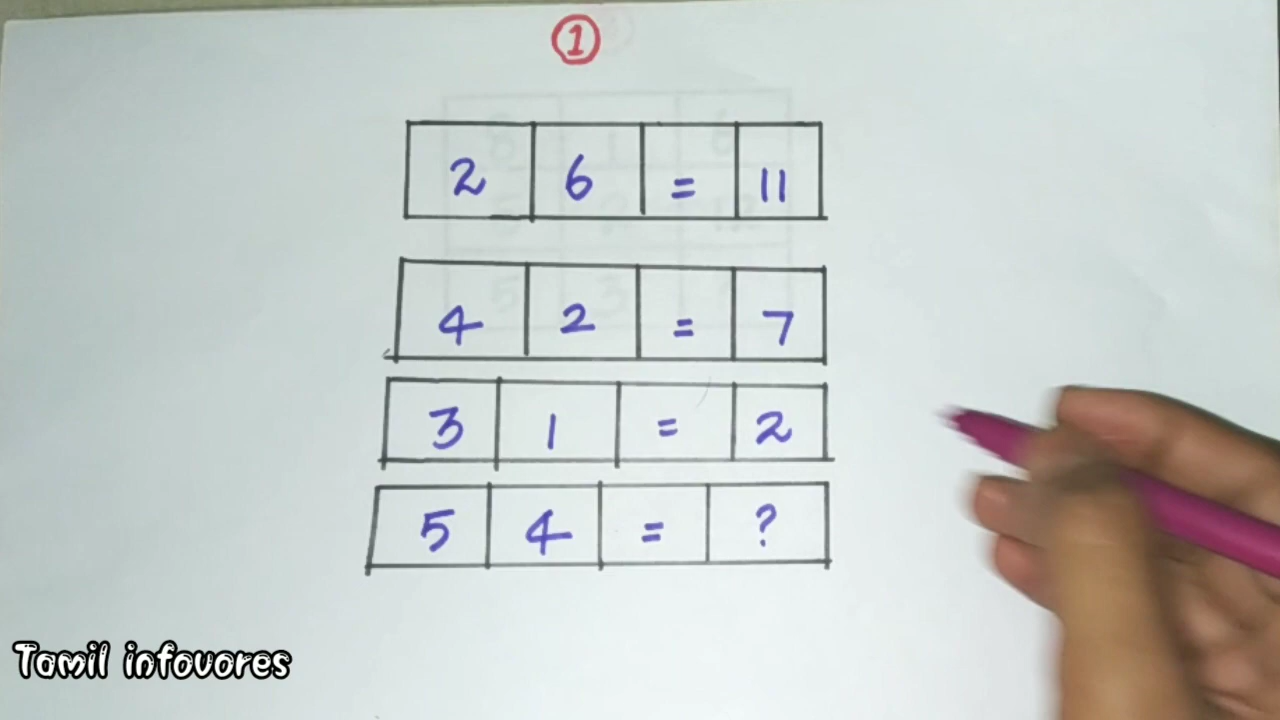 1
2 6 = 11
4 2 = 7
3 1 = 2
5 4 = ?
Tamil infovores